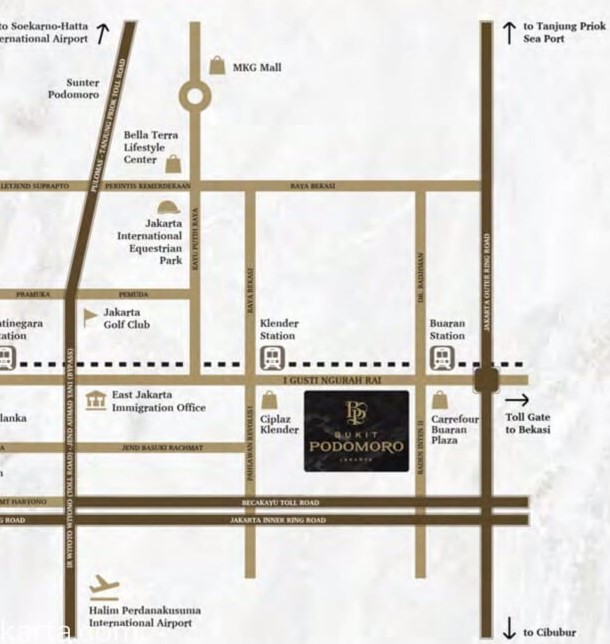 to Soekarno-Hatta
ernational Airport
to Tanjung Priok
Sea Port
MKG Mall
Sunter
Podomoro
PULOMAS - TANJUNG PRIOK TOLL ROAD
Bella Terra
Lifestyle
Center
LETJEND SUPRAPTO
PERINTIS KEMERDEKAAN
RAYA BEKASI
Jakarta
International
Equestrian
Park
KAYU PUTIH RAYA
RAYA BEKASI
DR. RADJIMAN
JAKARTA OUTER RING ROAD
PRAMUKA
PEMUDA
Jakarta
Golf Club
tinegara
tation
Klender
Station
Buaran
Station
I GUSTI NGURAH RAI
East Jakarta
Immigration Office
Ciplaz
Klender
BP
BUKIT
PODOMORO
JAKARTA
Carrefour
Buaran
Plaza
Toll Gate
to Bekasi
lanka
A
JEND BASUKI RACHMAT
PAHLAWAN REVOLUSI
RADEN INTEN II
n
MT HARYONO
BECAKAYU TOLL ROAD
G ROAD
JAKARTA INNER RING ROAD
IR WIYOTO WIYONO (TOLL ROAD) - JEND AHMAD YANI (BYPASS)
Halim Perdanakusuma
International Airport
karta.com
to Cibubur